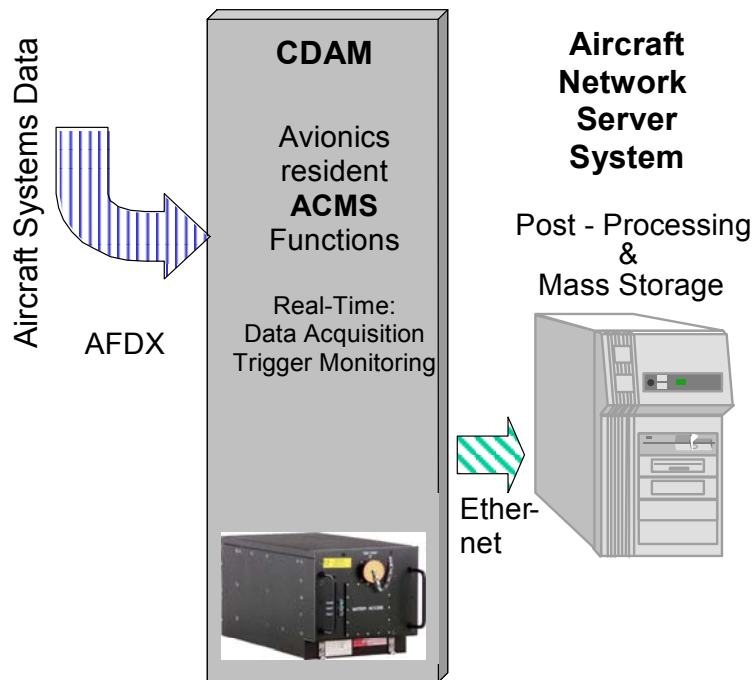 Aircraft Systems Data
AFDX
CDAM
Avionics
resident
ACMS
Functions
Real-Time:
Data Acquisition
Trigger Monitoring
Ether-
net
Aircraft
Network
Server
System
Post - Processing
&
Mass Storage